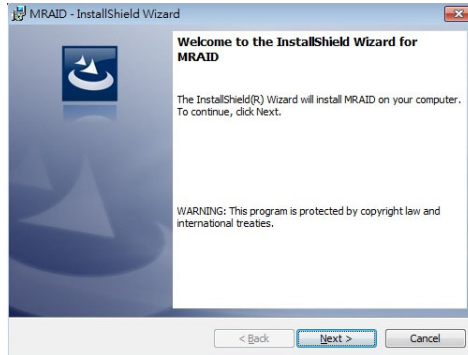 MRAID - InstallShield Wizard
Welcome to the InstallShield Wizard for
MRAID
The InstallShield(R) Wizard will install MRAID on your computer.
To continue, click Next.
WARNING: This program is protected by copyright law and
international treaties.
< Back
Next >
Cancel